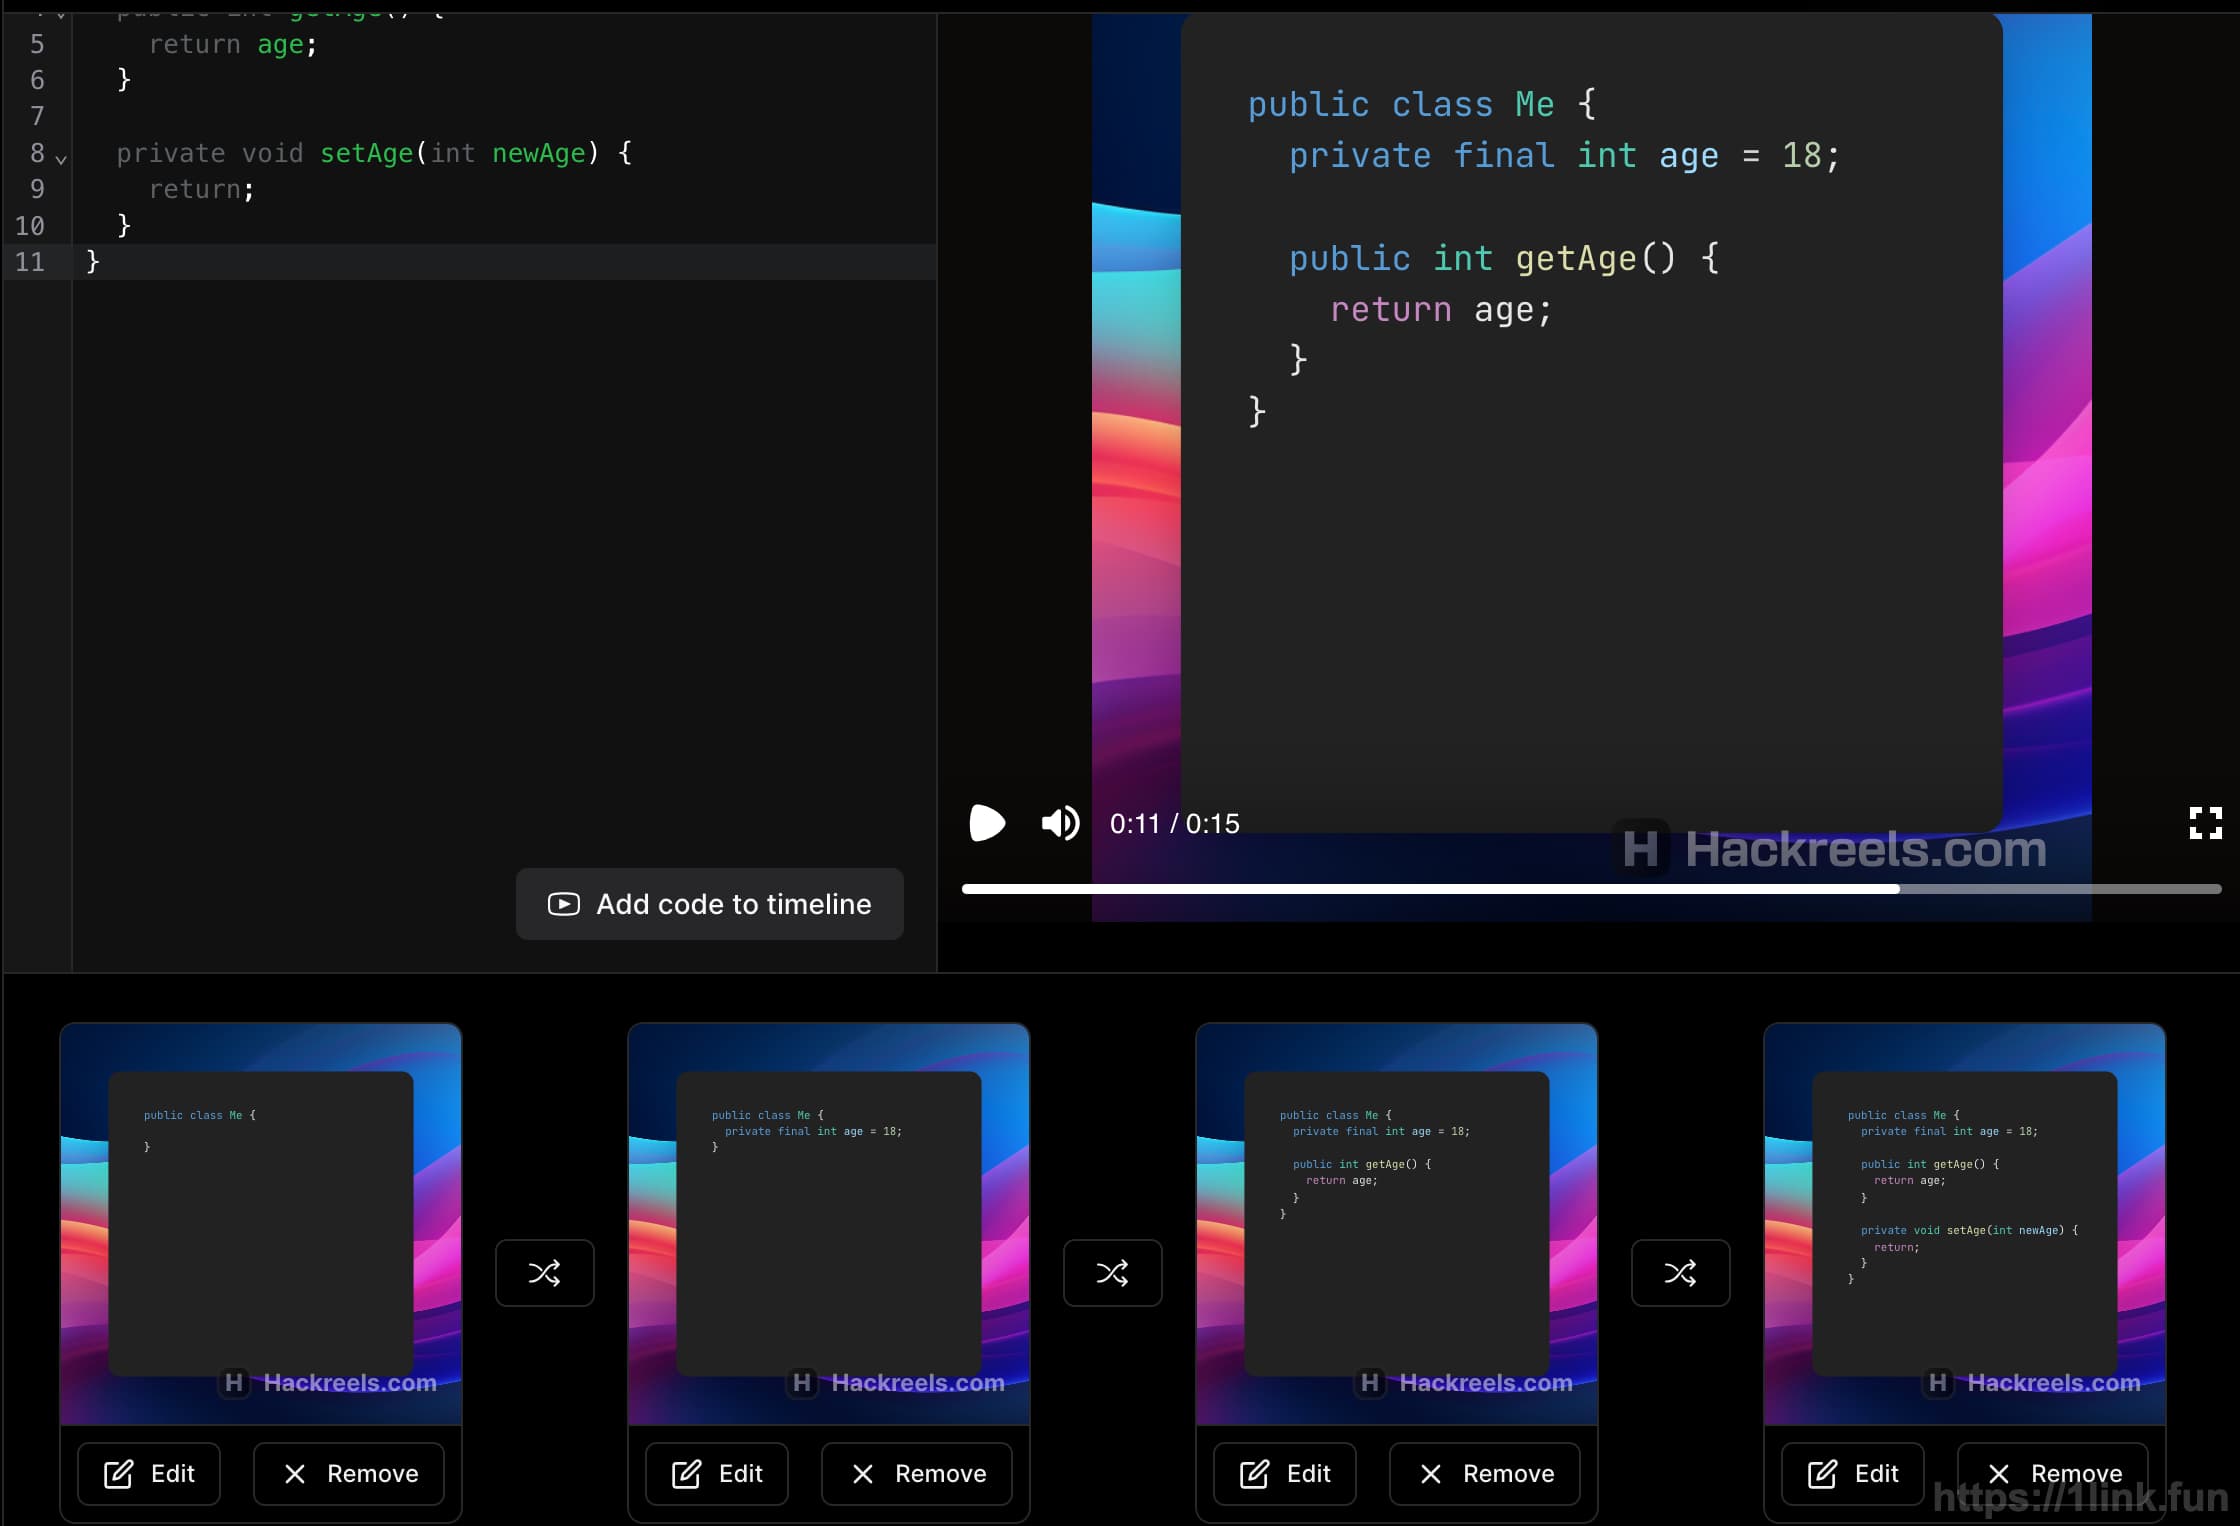 public int getAge() {
5 return age;
6 }
7
8 private void setAge(int newAge) {
9 return;
10 }
11 }
Add code to timeline
public class Me {
private final int age = 18;
public int getAge() {
return age;
}
}
0:11 / 0:15
H Hackreels.com
public class Me {
}
H Hackreels.com
Edit
Remove
public class Me {
private final int age = 18;
}
H Hackreels.com
Edit
Remove
public class Me {
private final int age = 18;
public int getAge() {
return age;
}
}
H Hackreels.com
Edit
Remove
public class Me {
private final int age = 18;
public int getAge() {
return age;
}
private void setAge(int newAge) {
return;
}
}
H Hackreels.com
Edit
Remove
https://1link.fun